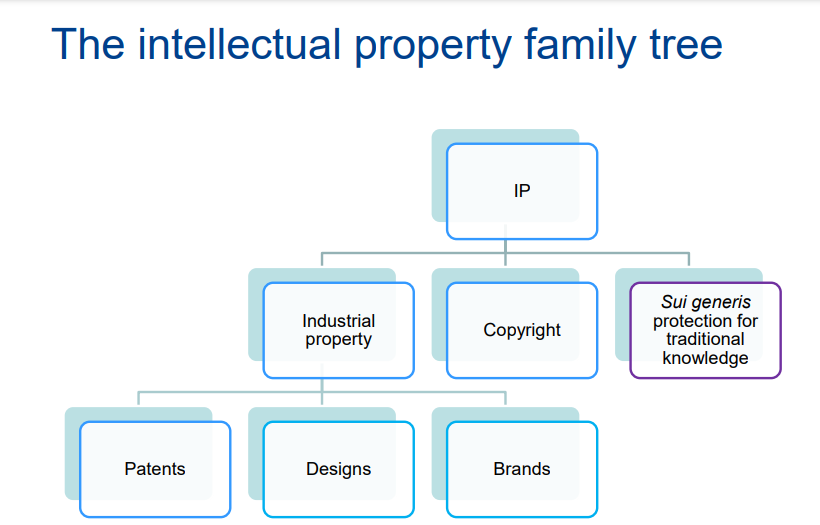 The intellectual property family tree
IP
Industrial
property
Copyright
Sui generis
protection for
traditional
knowledge
Patents
Designs
Brands